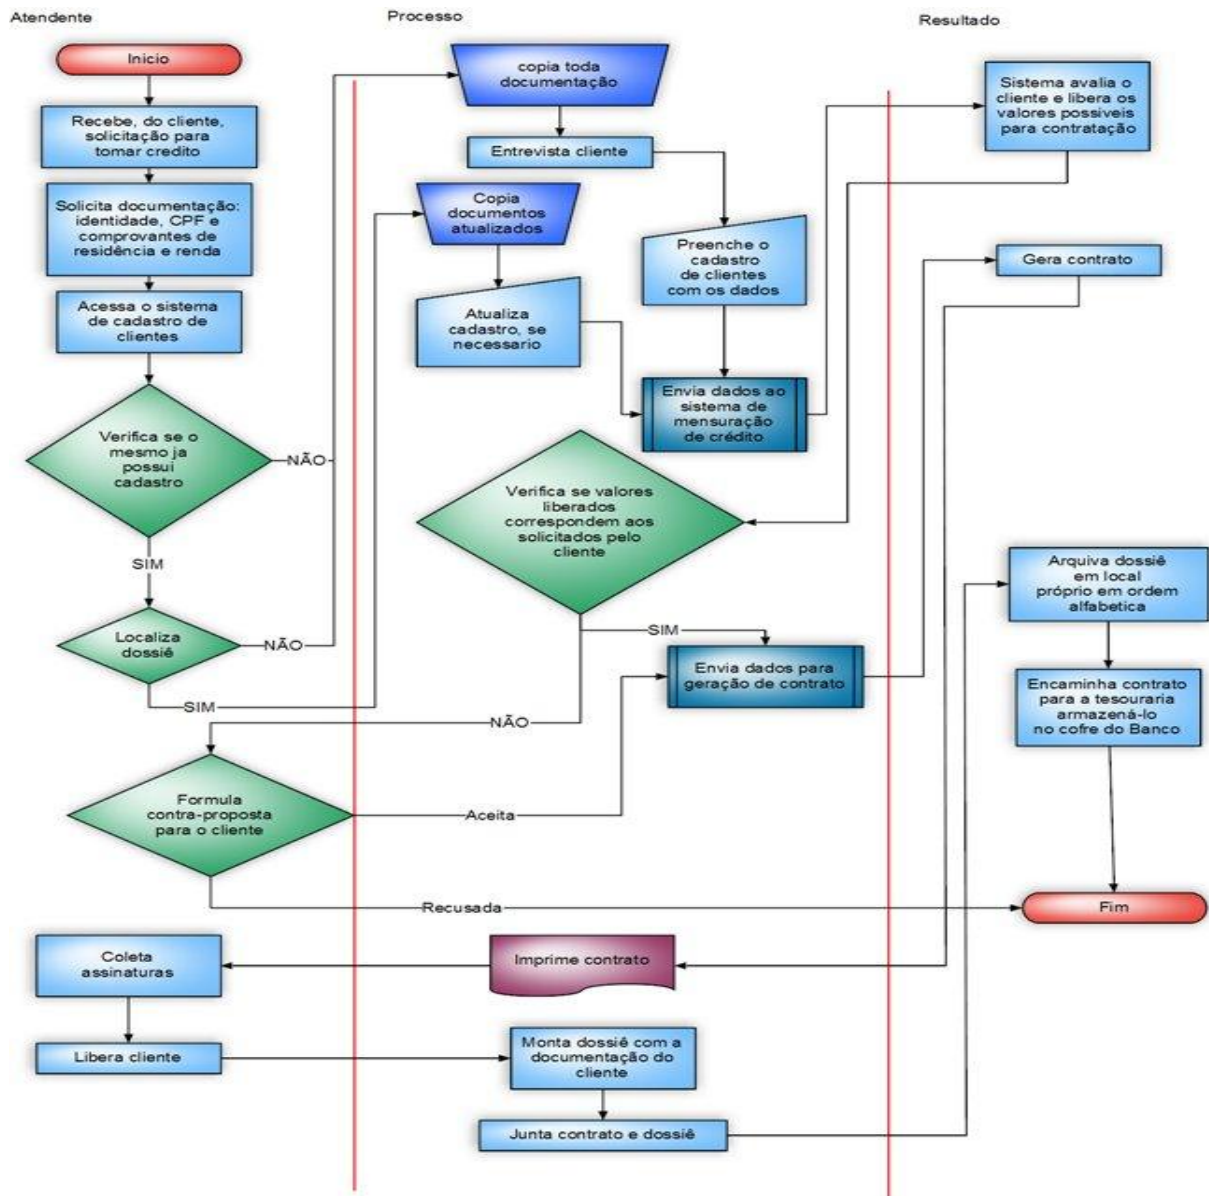 Atendente
Processo
Resultado
Inicio
Recebe, do cliente,
solicitação para
tomar credito
Solicita documentação:
identidade, CPF e
comprovantes de
residência e renda
Acessa o sistema
de cadastro de
clientes
Verifica se o
mesmo ja
possui
cadastro
NÃO
SIM
Localiza
dossiê
NÃO
SIM
copia toda
documentação
Entrevista cliente
Copia
documentos
atualizados
Preenche o
cadastro
de clientes
com os dados
Atualiza
cadastro, se
necessario
Envia dados ao
sistema de
mensuração
de crédito
Sistema avalia o
cliente e libera os
valores possiveis
para contratação
Verifica se valores
liberados
correspondem aos
solicitados pelo
cliente
SIM
NÃO
Envia dados para
geração de contrato
Gera contrato
Formula
contra-proposta
para o cliente
Aceita
Recusada
Imprime contrato
Coleta
assinaturas
Libera cliente
Monta dossiê com a
documentação do
cliente
Junta contrato e dossiê
Arquiva dossiê
em local
próprio em ordem
alfabetica
Encaminha contrato
para a tesouraria
armazená-lo
no cofre do Banco
Fim